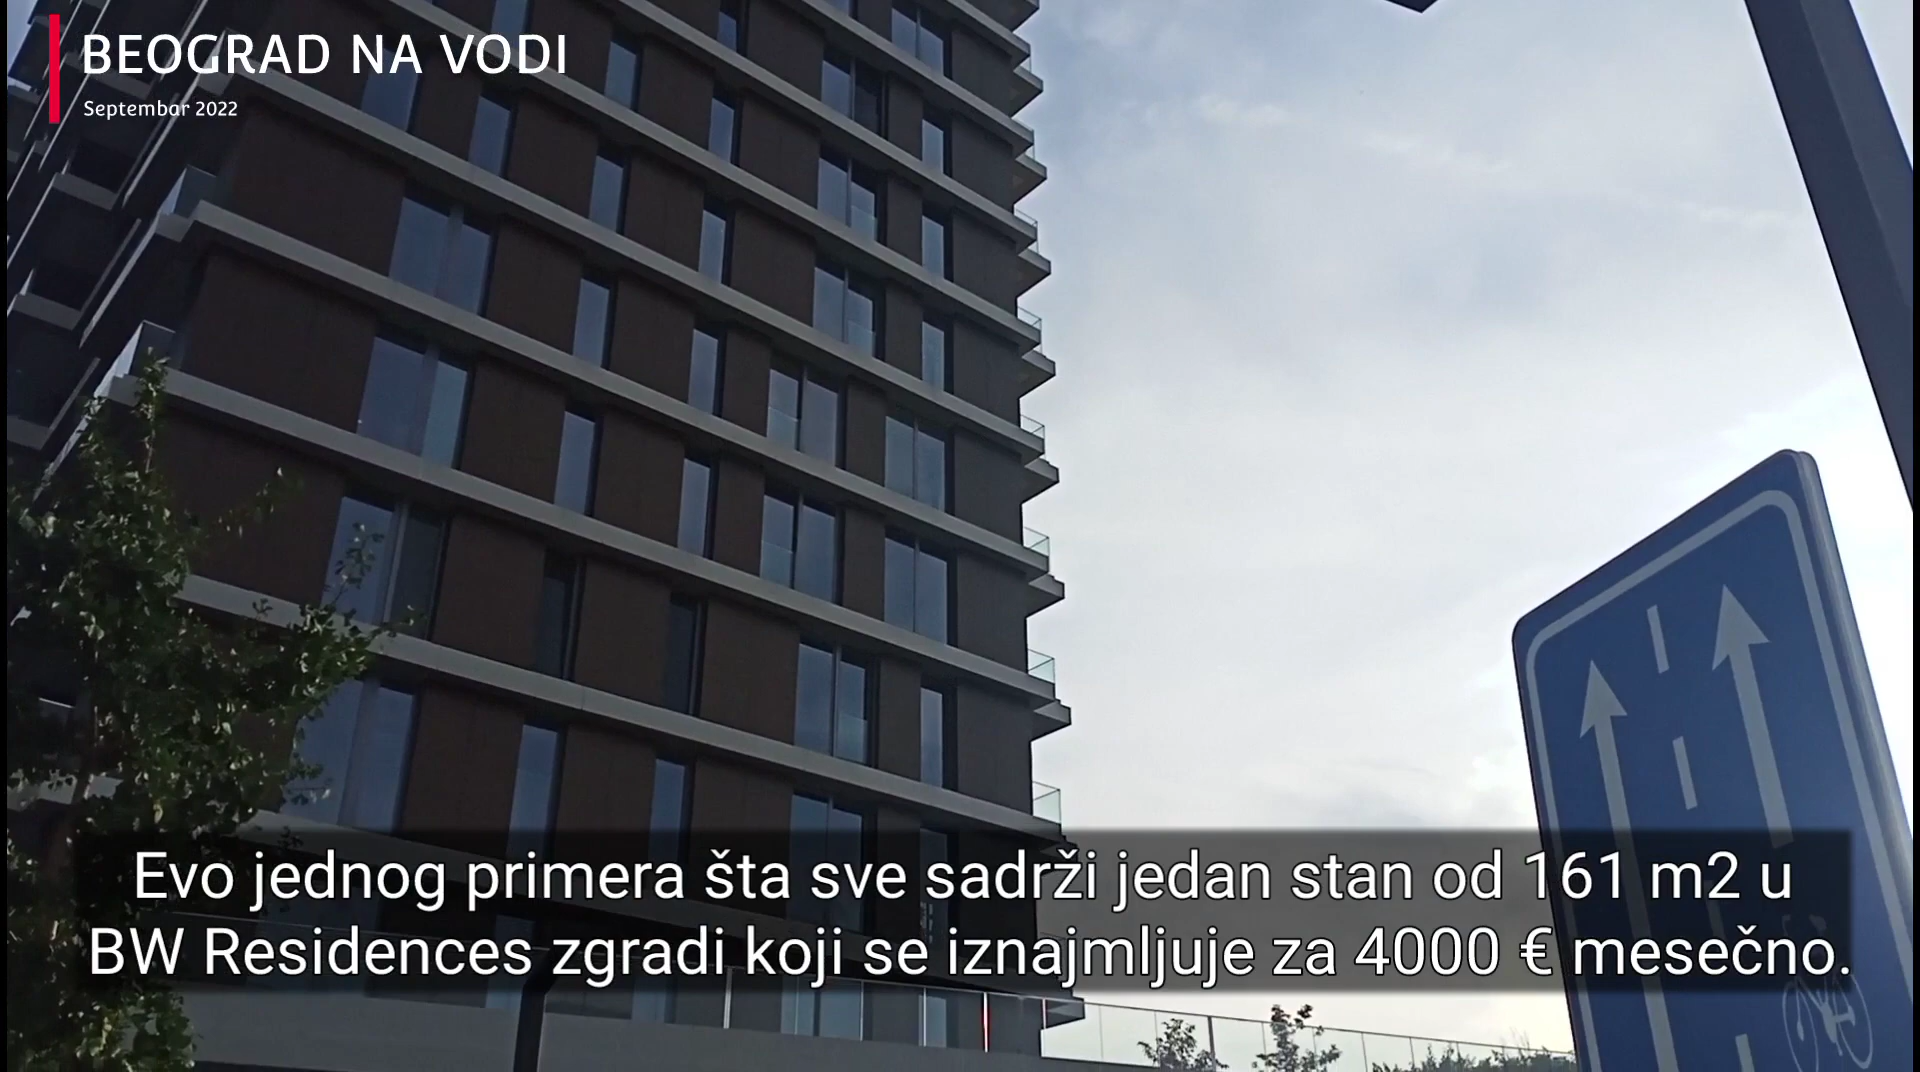 BEOGRAD NA VODI
Septembar 2022
Evo jednog primera šta sve sadrži jedan stan od 161 m2 u
BW Residences zgradi koji se iznajmljuje za 4000 € mesečno.